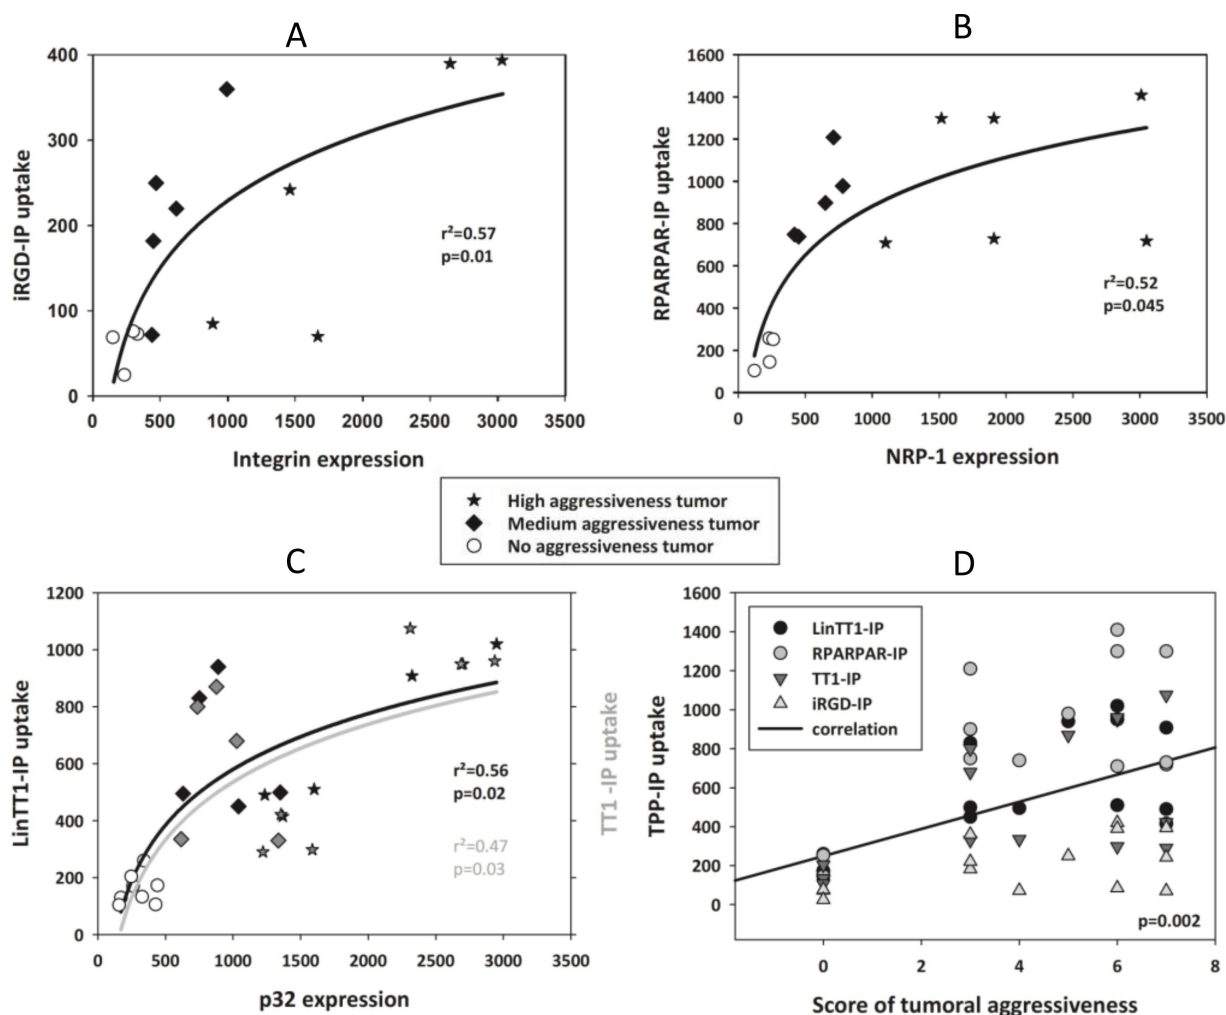 A
400
300
200
100
0
iRGD-IP uptake
r²=0.57
p=0.01
0 500 1000 1500 2000 2500 3000 3500
Integrin expression
B
1600
1400
1200
1000
800
600
400
200
0
RPARPAR-IP uptake
r²=0.52
p=0.045
0 500 1000 1500 2000 2500 3000 3500
NRP-1 expression
High aggressiveness tumor
Medium aggressiveness tumor
No aggressiveness tumor
C
1200
1000
800
600
400
200
0
LinTT1-IP uptake
TT1 -IP uptake
r²=0.56
p=0.02
r²=0.47
p=0.03
0 500 1000 1500 2000 2500 3000 3500
p32 expression
D
1600
1400
1200
1000
800
600
400
200
0
TPP-IP uptake
LinTT1-IP
RPARPAR-IP
TT1-IP
iRGD-IP
correlation
p=0.002
0 2 4 6 8
Score of tumoral aggressiveness